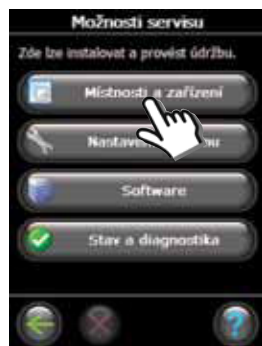 Možnosti servisu
Zde lze instalovat a provést údržbu.
Místnosti a zařízení
Software
Stav a diagnostika